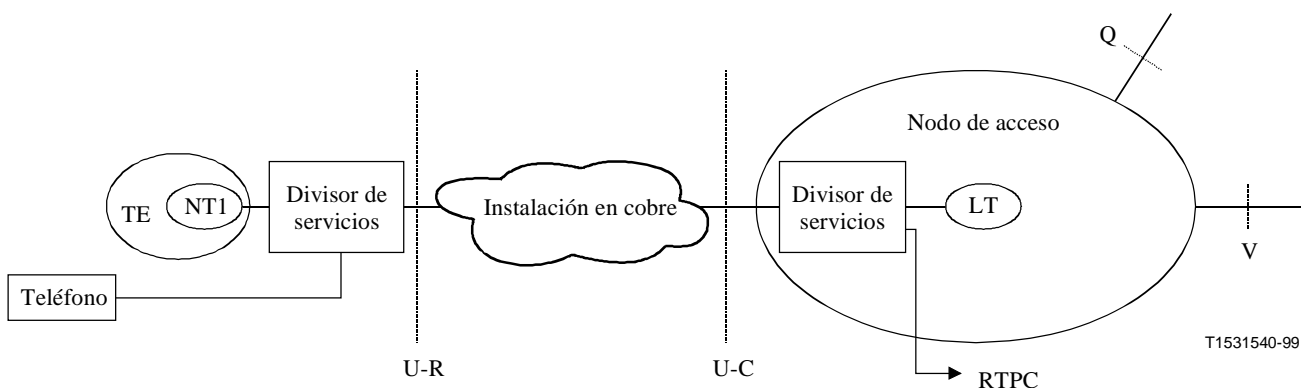 Q
Nodo de acceso
TE
NT1
Divisor de
servicios
Instalación en cobre
Divisor de
servicios
LT
V
Teléfono
T1531540-99
U-R
U-C
RTPC